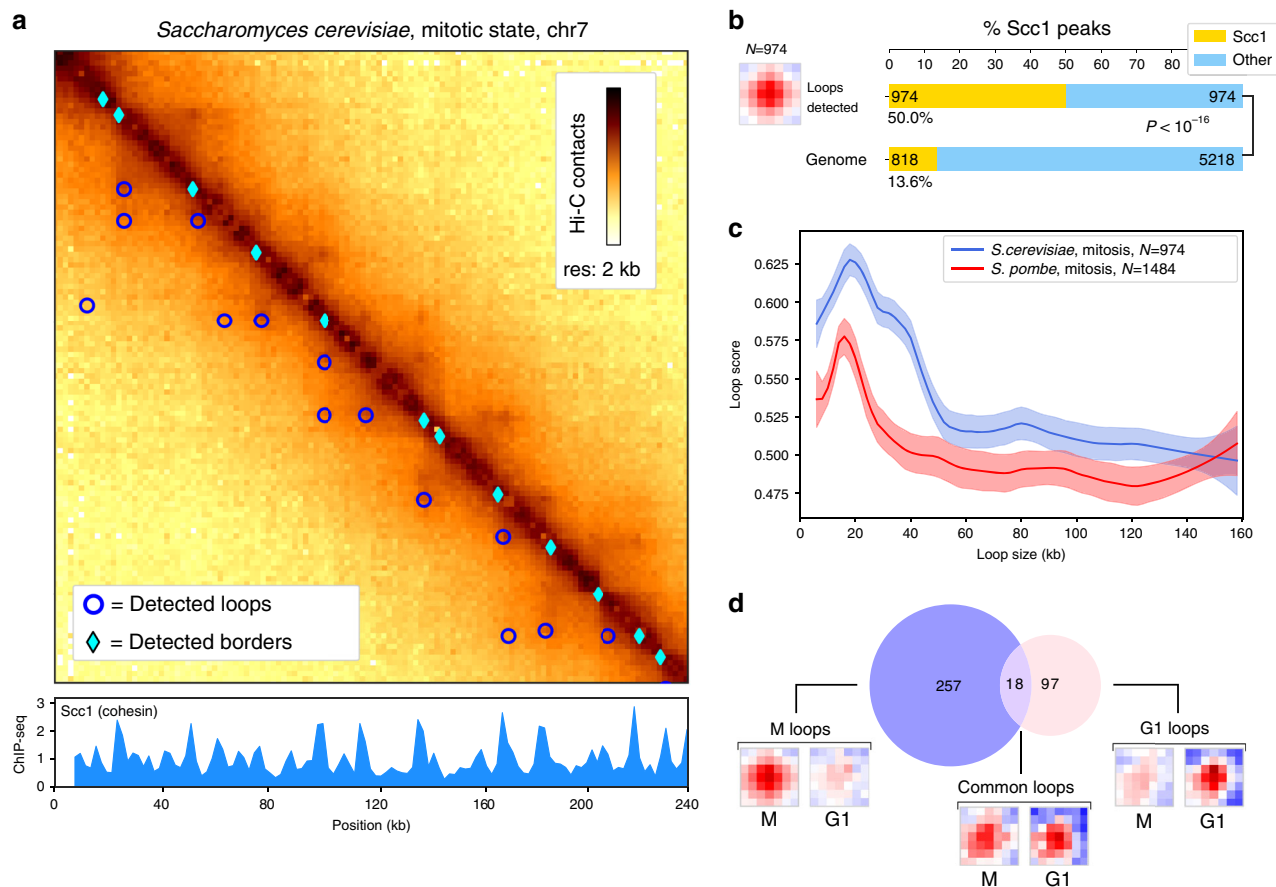 a
Saccharomyces cerevisiae, mitotic state, chr7
Hi-C contacts
res: 2 kb
= Detected loops
= Detected borders
Scc1 (cohesin)
ChIP-seq
3
2
1
0
0 40 80 120 160 200 240
Position (kb)
b
% Scc1 peaks
Scc1
Other
N=974
0 10 20 30 40 50 60 70 80
Loops
detected
974 974
50.0%
P < 10⁻¹⁶
Genome
818 5218
13.6%
c
S.cerevisiae, mitosis, N=974
S. pombe, mitosis, N=1484
Loop score
0.625
0.600
0.575
0.550
0.525
0.500
0.475
0 20 40 60 80 100 120 140 160
Loop size (kb)
d
257 18 97
M loops
M G1
Common loops
M G1
G1 loops
M G1